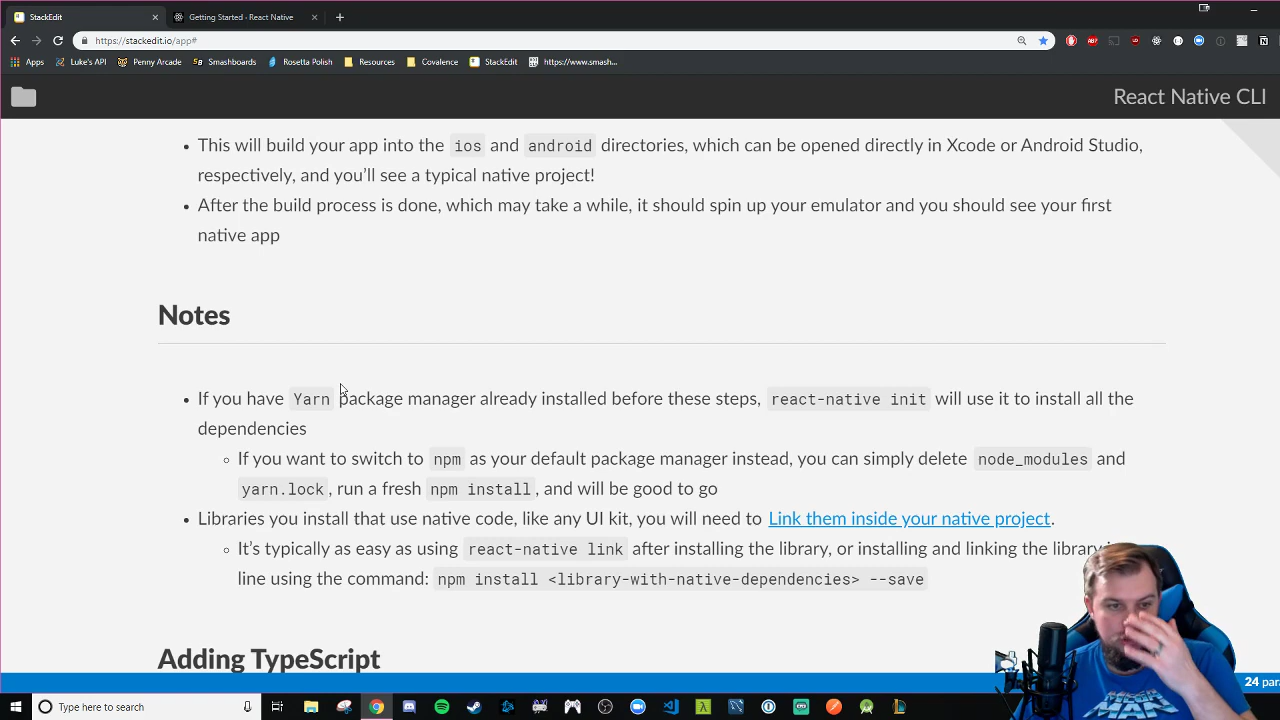 StackEdit
Getting Started · React Native
https://stackedit.io/app#
Apps
Luke's API
Penny Arcade
Smashboards
Rosetta Polish
Resources
Covalence
StackEdit
https://www.smash...
React Native CLI
This will build your app into the ios and android directories, which can be opened directly in Xcode or Android Studio,
respectively, and you'll see a typical native project!
After the build process is done, which may take a while, it should spin up your emulator and you should see your first
native app
Notes
If you have Yarn package manager already installed before these steps, react-native init will use it to install all the
dependencies
If you want to switch to npm as your default package manager instead, you can simply delete node_modules and
yarn.lock, run a fresh npm install, and will be good to go
Libraries you install that use native code, like any UI kit, you will need to Link them inside your native project.
It's typically as easy as using react-native link after installing the library, or installing and linking the library
line using the command: npm install <library-with-native-dependencies> --save
Adding TypeScript
24 par
Type here to search